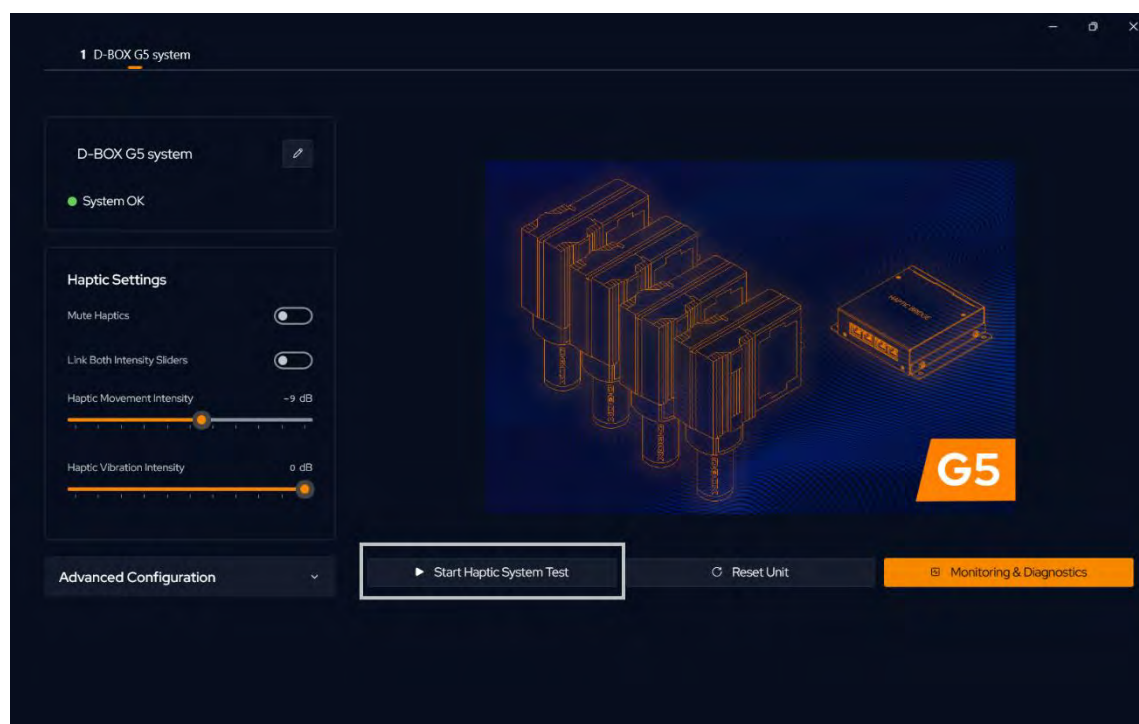 1 D-BOX G5 system
D-BOX G5 system
System OK
Haptic Settings
Mute Haptics
Link Both Intensity Sliders
Haptic Movement Intensity -9 dB
Haptic Vibration Intensity 0 dB
HAPTIC BRIDGE
G5
Advanced Configuration
Start Haptic System Test
Reset Unit
Monitoring & Diagnostics